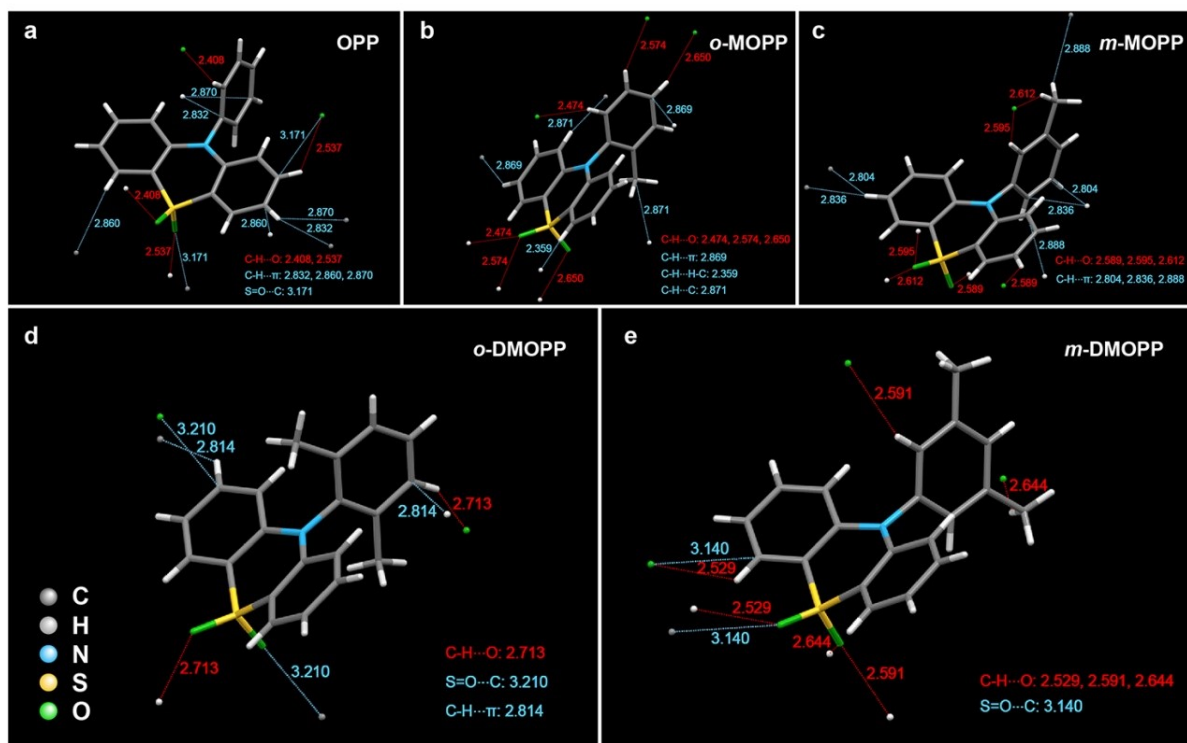 a
OPP
2.408
2.870
2.832
3.171
2.537
2.408
2.860
2.860
2.870
2.832
2.537
3.171
C-H···O: 2.408, 2.537
C-H···π: 2.832, 2.860, 2.870
S=O···C: 3.171
b
o-MOPP
2.574
2.650
2.474
2.871
2.869
2.869
2.871
2.474
2.359
2.574
2.650
C-H···O: 2.474, 2.574, 2.650
C-H···π: 2.869
C-H···H-C: 2.359
C-H···C: 2.871
c
m-MOPP
2.888
2.612
2.595
2.804
2.836
2.804
2.836
2.595
2.888
2.612
2.589
2.589
C-H···O: 2.589, 2.595, 2.612
C-H···π: 2.804, 2.836, 2.888
d
o-DMOPP
3.210
2.814
2.814
2.713
2.713
3.210
C
H
N
S
O
C-H···O: 2.713
S=O···C: 3.210
C-H···π: 2.814
e
m-DMOPP
2.591
2.644
3.140
2.529
2.529
3.140
2.644
2.591
C-H···O: 2.529, 2.591, 2.644
S=O···C: 3.140